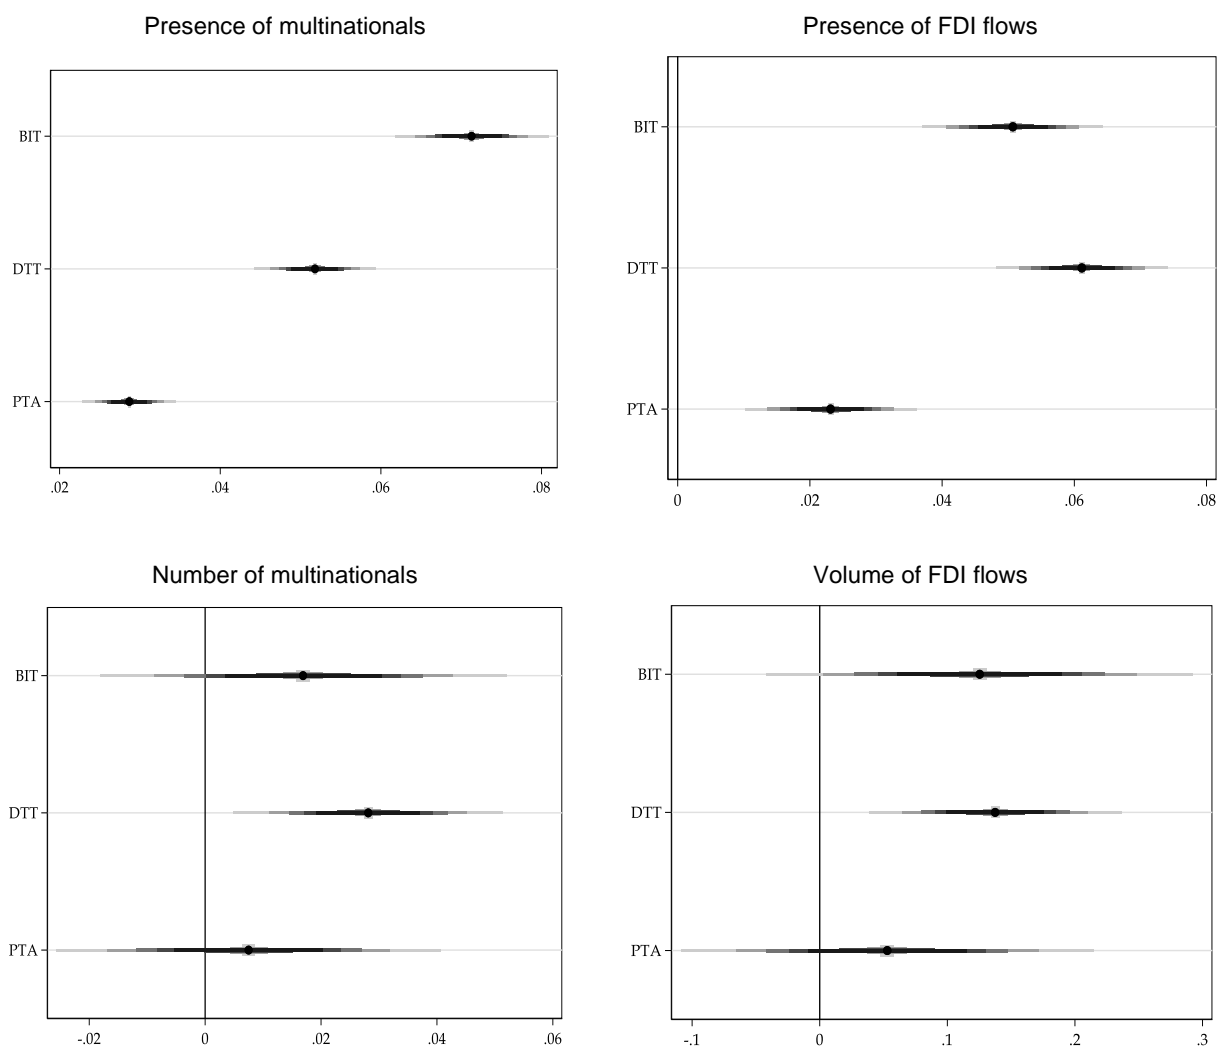 Presence of multinationals
BIT
DTT
PTA
.02 .04 .06 .08
Presence of FDI flows
BIT
DTT
PTA
0 .02 .04 .06 .08
Number of multinationals
BIT
DTT
PTA
-.02 0 .02 .04 .06
Volume of FDI flows
BIT
DTT
PTA
-.1 0 .1 .2 .3